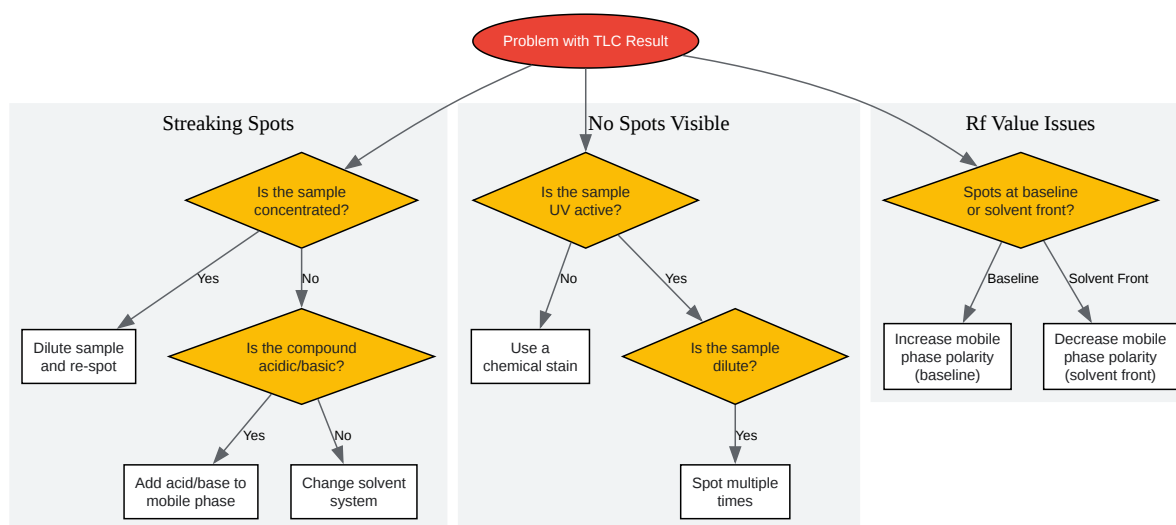 Problem with TLC Result
Streaking Spots
No Spots Visible
Rf Value Issues
Is the sample
concentrated?
Is the sample
UV active?
Spots at baseline
or solvent front?
Yes
No
No
Yes
Baseline
Solvent Front
Dilute sample
and re-spot
Is the compound
acidic/basic?
Use a
chemical stain
Is the sample
dilute?
Increase mobile
phase polarity
(baseline)
Decrease mobile
phase polarity
(solvent front)
Yes
No
Yes
Add acid/base to
mobile phase
Change solvent
system
Spot multiple
times